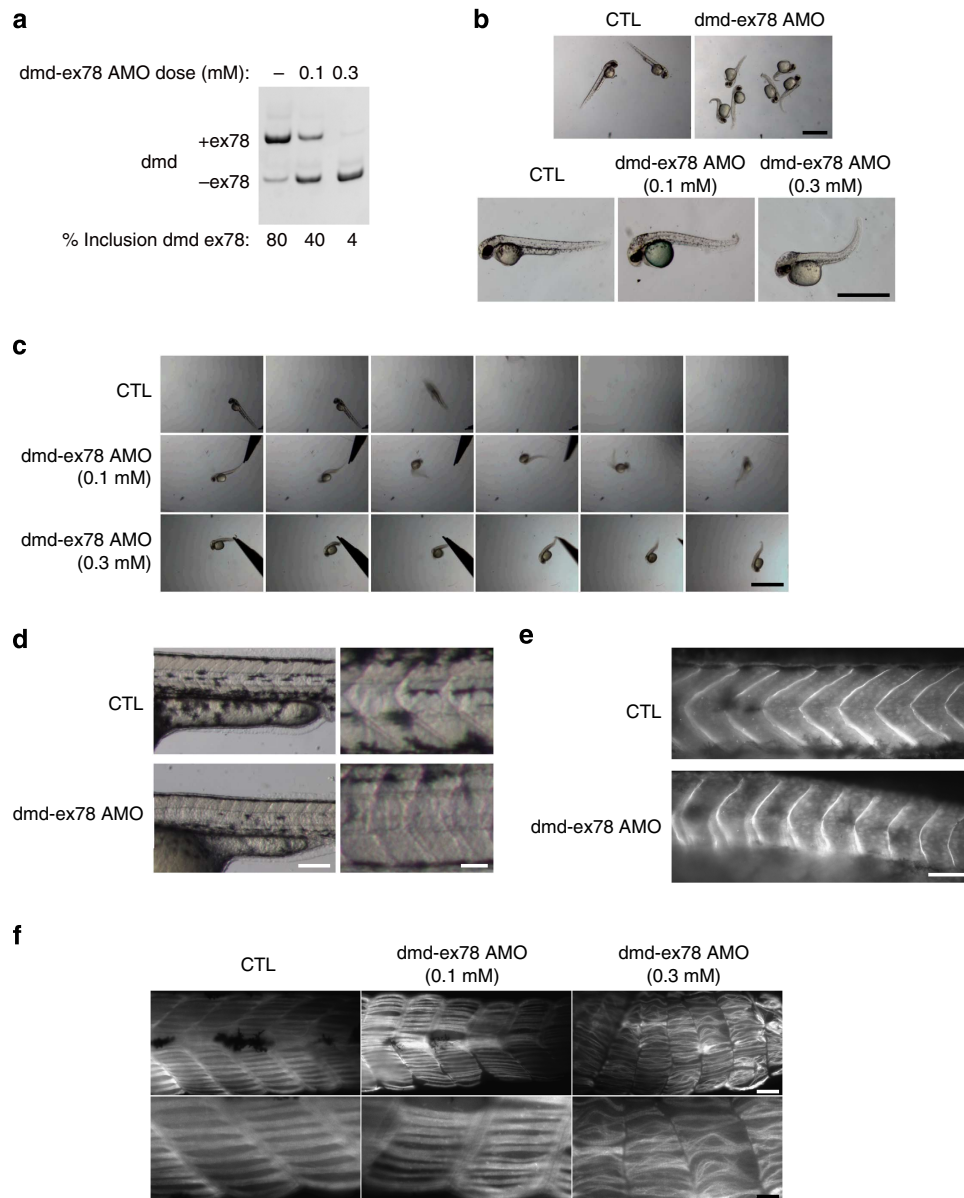 a
dmd-ex78 AMO dose (mM): – 0.1 0.3
+ex78
dmd
–ex78
% Inclusion dmd ex78: 80 40 4
b
CTL dmd-ex78 AMO
CTL dmd-ex78 AMO (0.1 mM) dmd-ex78 AMO (0.3 mM)
c
CTL
dmd-ex78 AMO
(0.1 mM)
dmd-ex78 AMO
(0.3 mM)
d
CTL
dmd-ex78 AMO
e
CTL
dmd-ex78 AMO
f
CTL dmd-ex78 AMO (0.1 mM) dmd-ex78 AMO (0.3 mM)